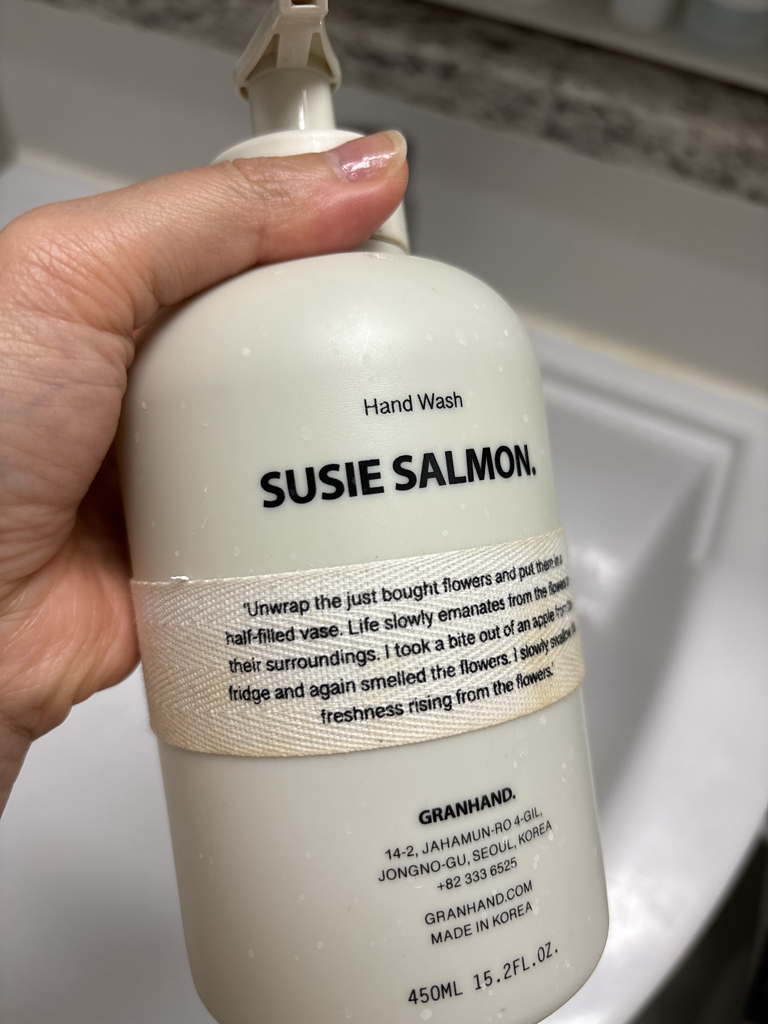 Hand Wash
SUSIE SALMON.
'Unwrap the just bought flowers and put them in a
half-filled vase. Life slowly emanates from the flowers
their surroundings. I took a bite out of an apple from
fridge and again smelled the flowers. I slowly swallow
freshness rising from the flowers.'
GRANHAND.
14-2, JAHAMUN-RO 4-GIL,
JONGNO-GU, SEOUL, KOREA
+82 333 6525
GRANHAND.COM
MADE IN KOREA
450ML 15.2FL.OZ.